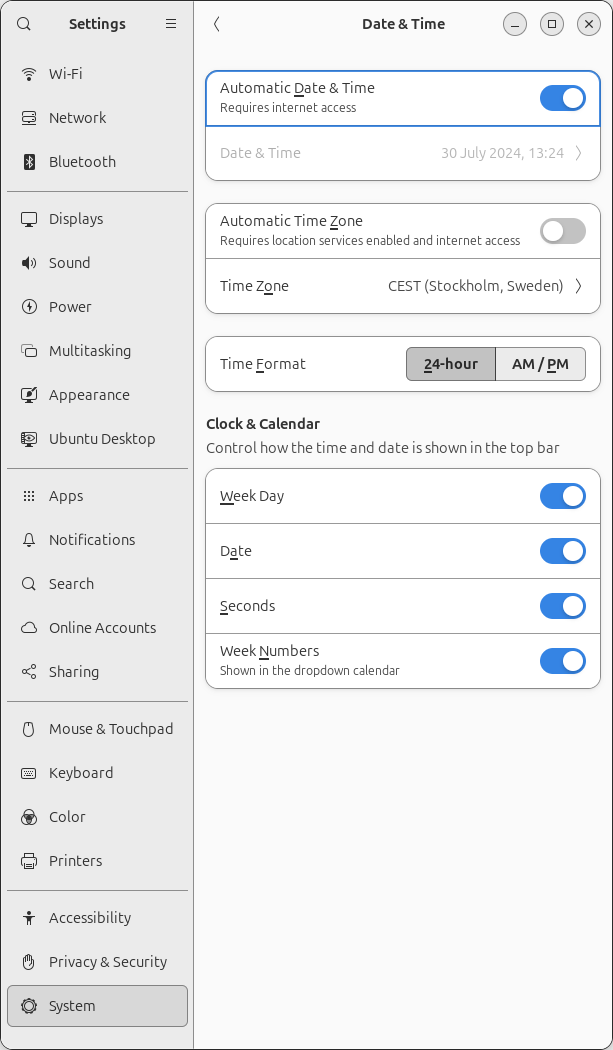 Settings
Wi-Fi
Network
Bluetooth
Displays
Sound
Power
Multitasking
Appearance
Ubuntu Desktop
Apps
Notifications
Search
Online Accounts
Sharing
Mouse & Touchpad
Keyboard
Color
Printers
Accessibility
Privacy & Security
System
Date & Time
Automatic Date & Time
Requires internet access
Date & Time 30 July 2024, 13:24
Automatic Time Zone
Requires location services enabled and internet access
Time Zone CEST (Stockholm, Sweden)
Time Format 24-hour AM / PM
Clock & Calendar
Control how the time and date is shown in the top bar
Week Day
Date
Seconds
Week Numbers
Shown in the dropdown calendar